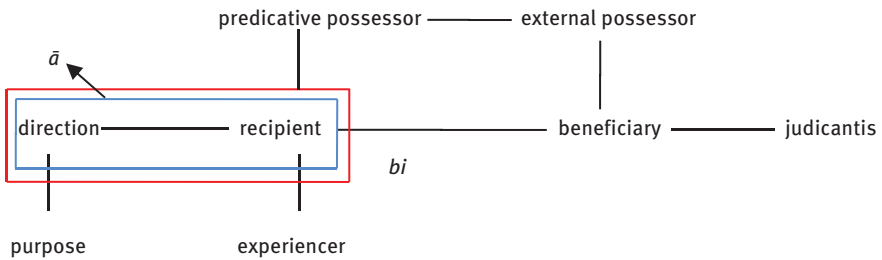 predicative possessor external possessor
ā
direction recipient beneficiary judicantis
bi
purpose experiencer